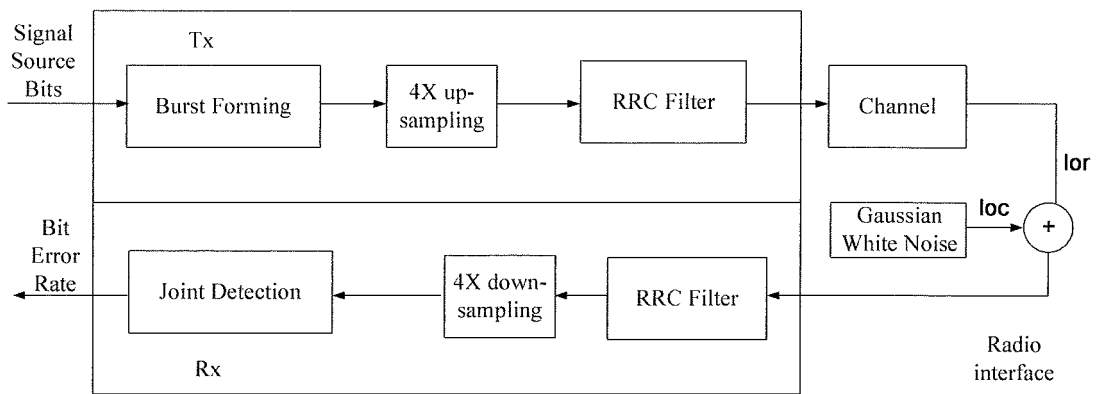 Signal
Source
Bits
Tx
Burst Forming
4X up-
sampling
RRC Filter
Channel
Ior
Bit
Error
Rate
Joint Detection
4X down-
sampling
RRC Filter
Gaussian
White Noise
Ioc
+
Rx
Radio
interface